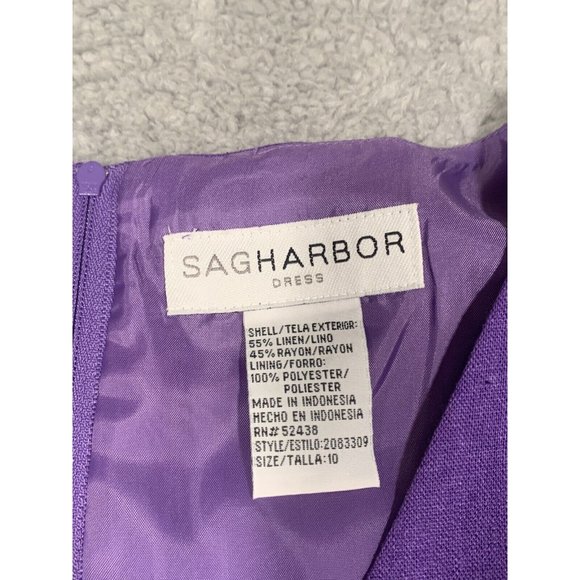 SAGHARBOR
DRESS
SHELL/TELA EXTERIOR:
55% LINEN/LINO
45% RAYON/RAYON
LINING/FORRO:
100% POLYESTER/
POLIESTER
MADE IN INDONESIA
HECHO EN INDONESIA
RN#52438
STYLE/ESTILO:2083309
SIZE/TALLA:10